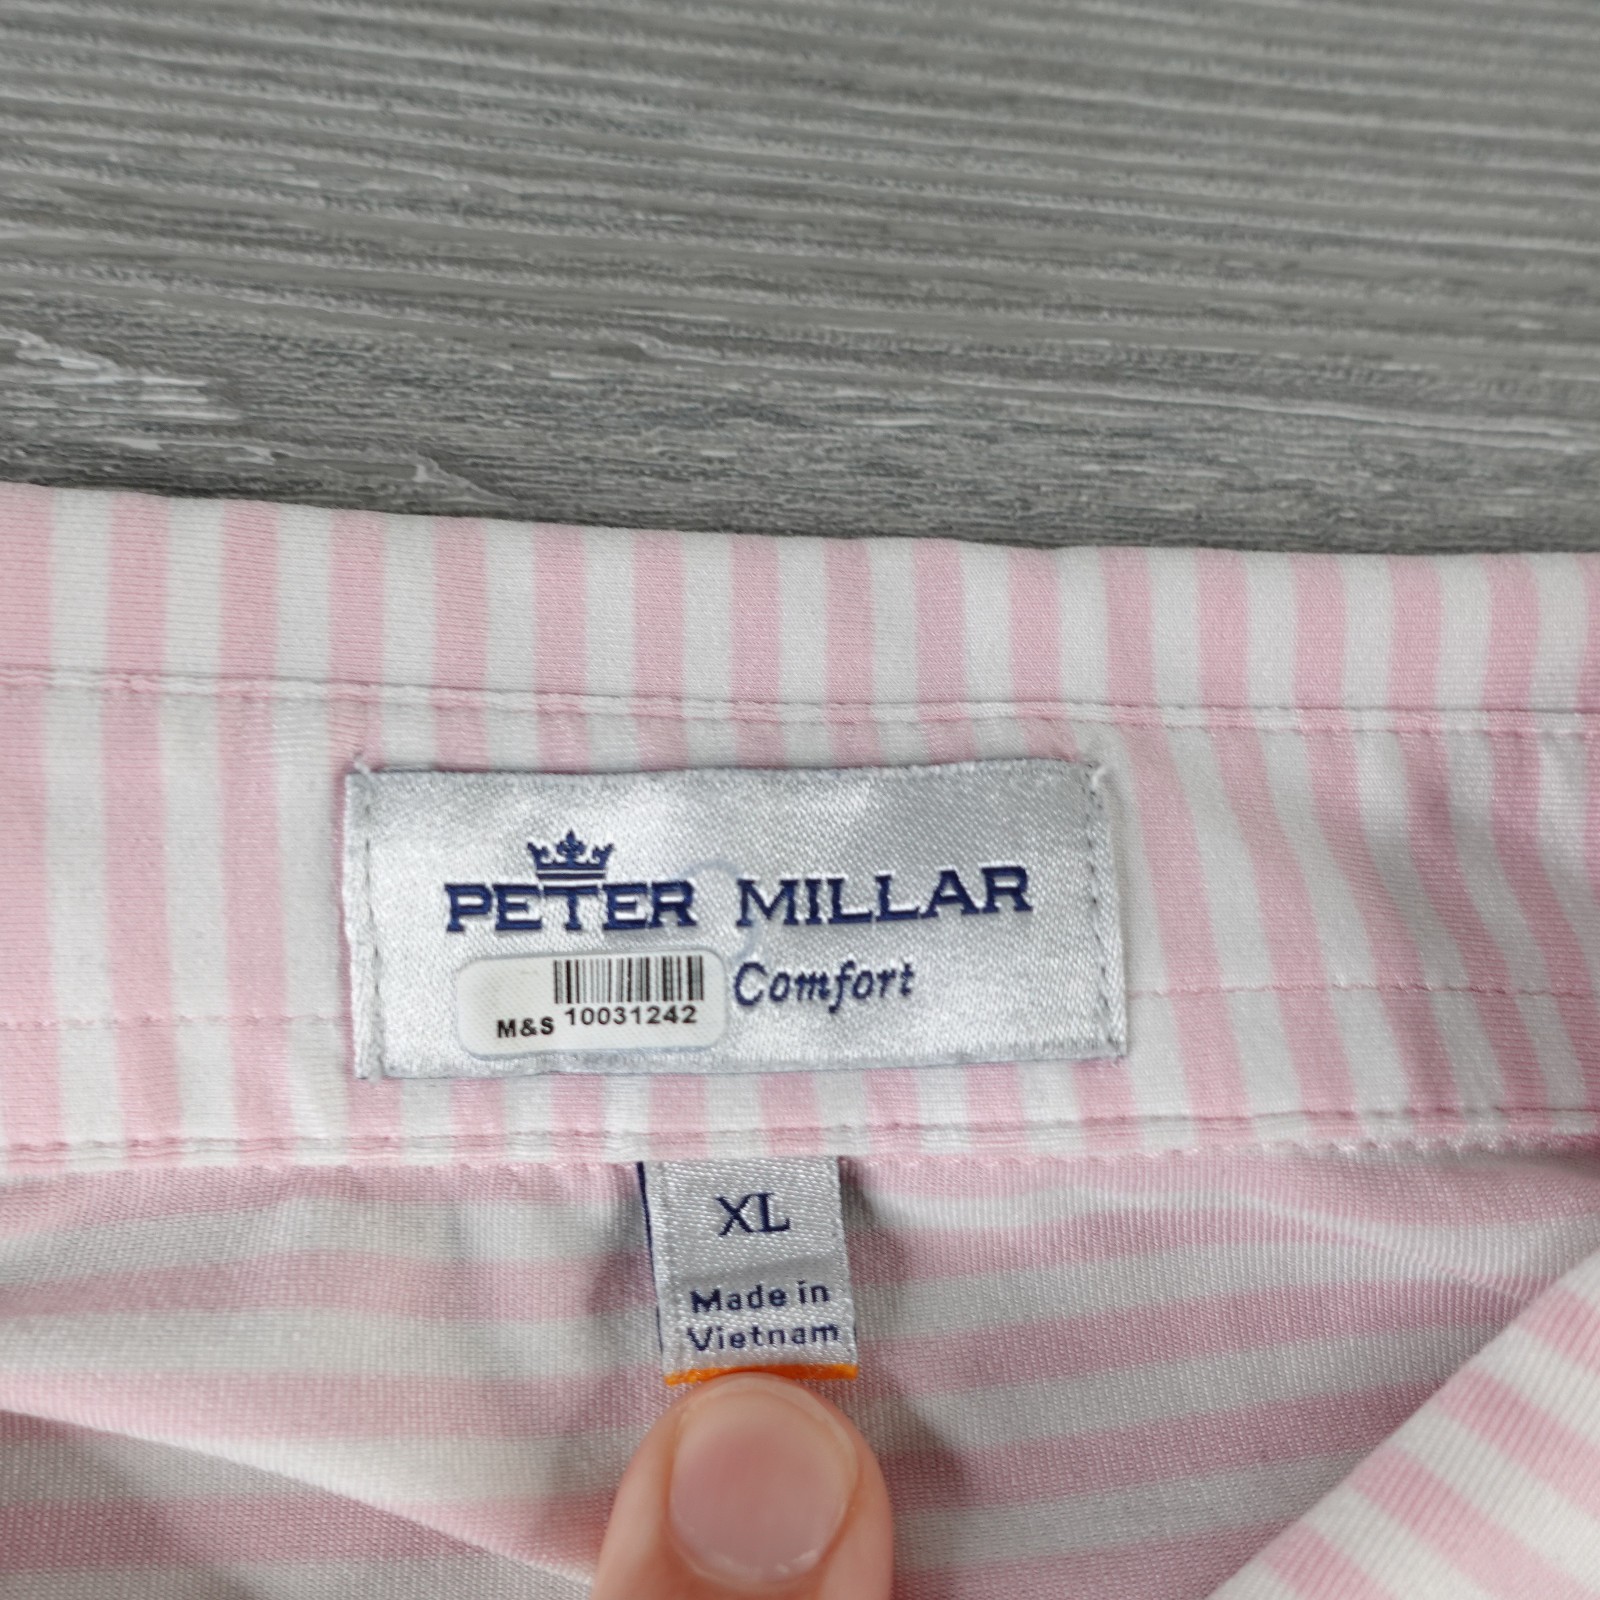 PETER MILLAR
Comfort
M&S 10031242
XL
Made in
Vietnam